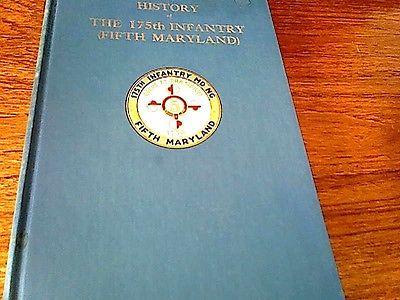 HISTORY
of
THE 175th INFANTRY
(FIFTH MARYLAND)
175TH INFANTRY MD NG
FIFTH MARYLAND